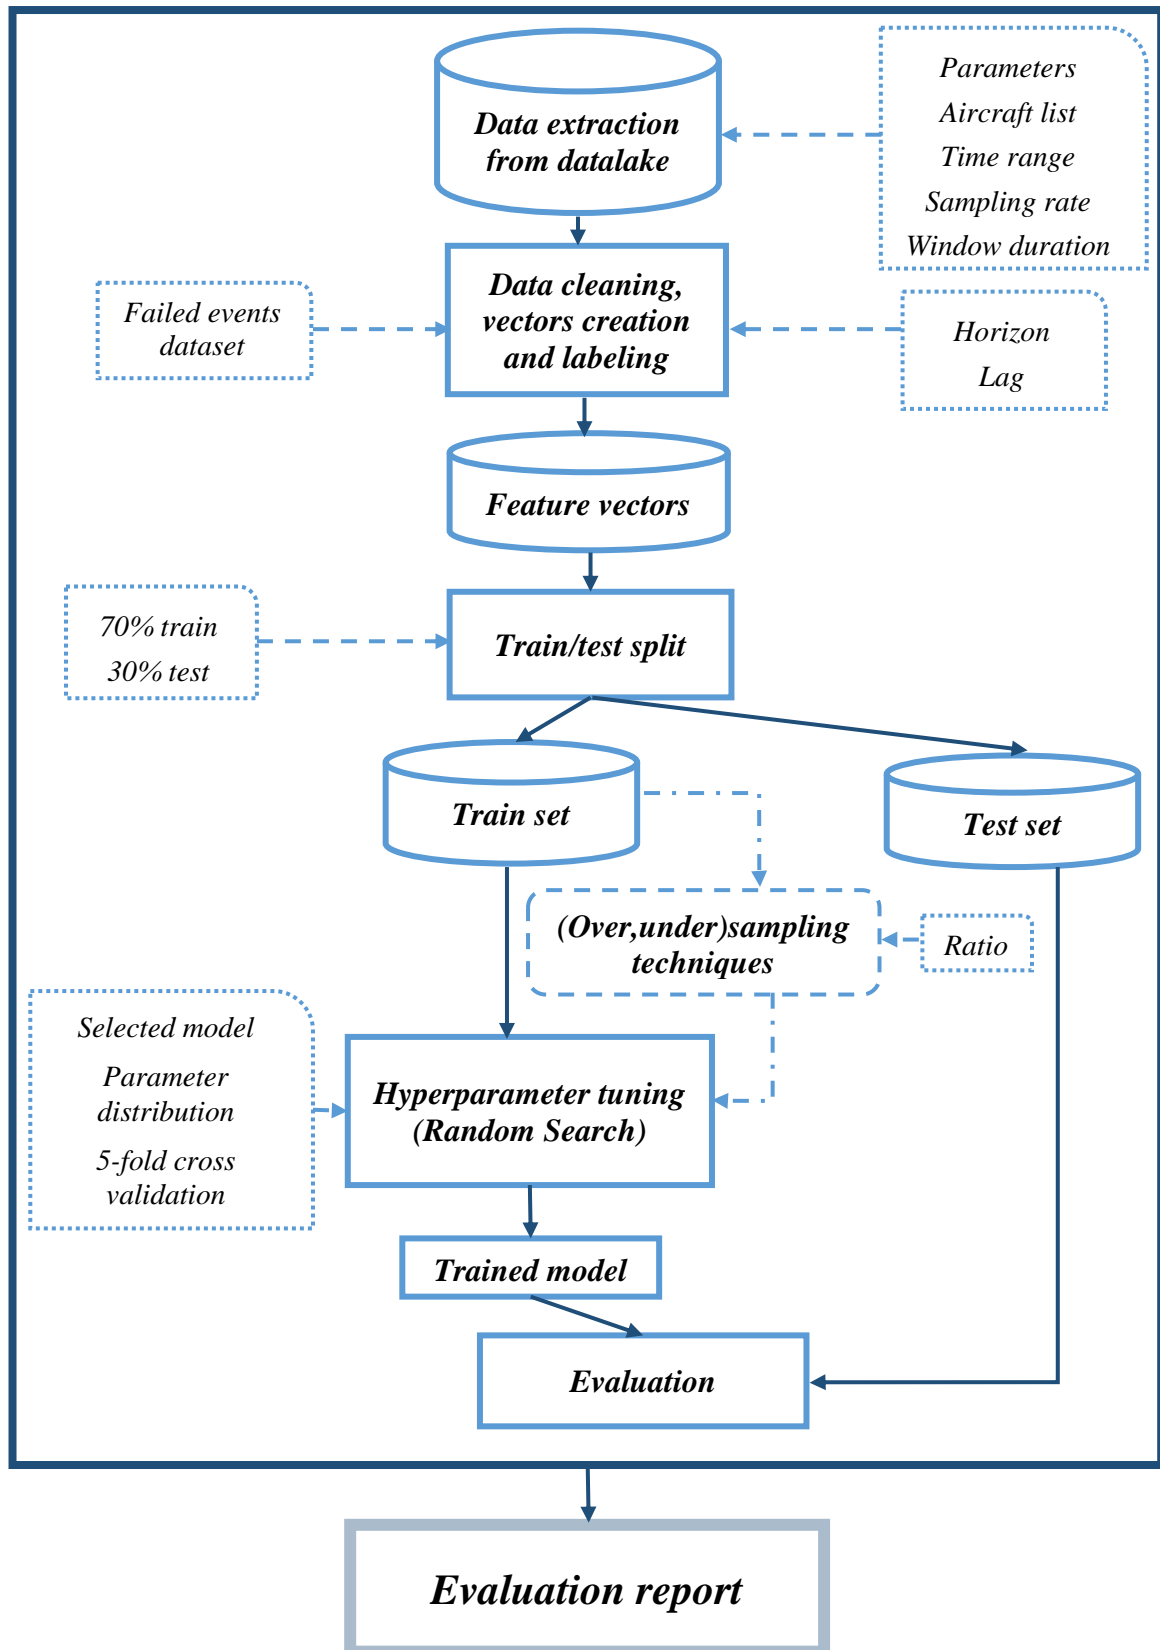 Data extraction
from datalake
Parameters
Aircraft list
Time range
Sampling rate
Window duration
Failed events
dataset
Data cleaning,
vectors creation
and labeling
Horizon
Lag
Feature vectors
70% train
30% test
Train/test split
Train set
Test set
(Over,under)sampling
techniques
Ratio
Selected model
Parameter
distribution
5-fold cross
validation
Hyperparameter tuning
(Random Search)
Trained model
Evaluation
Evaluation report